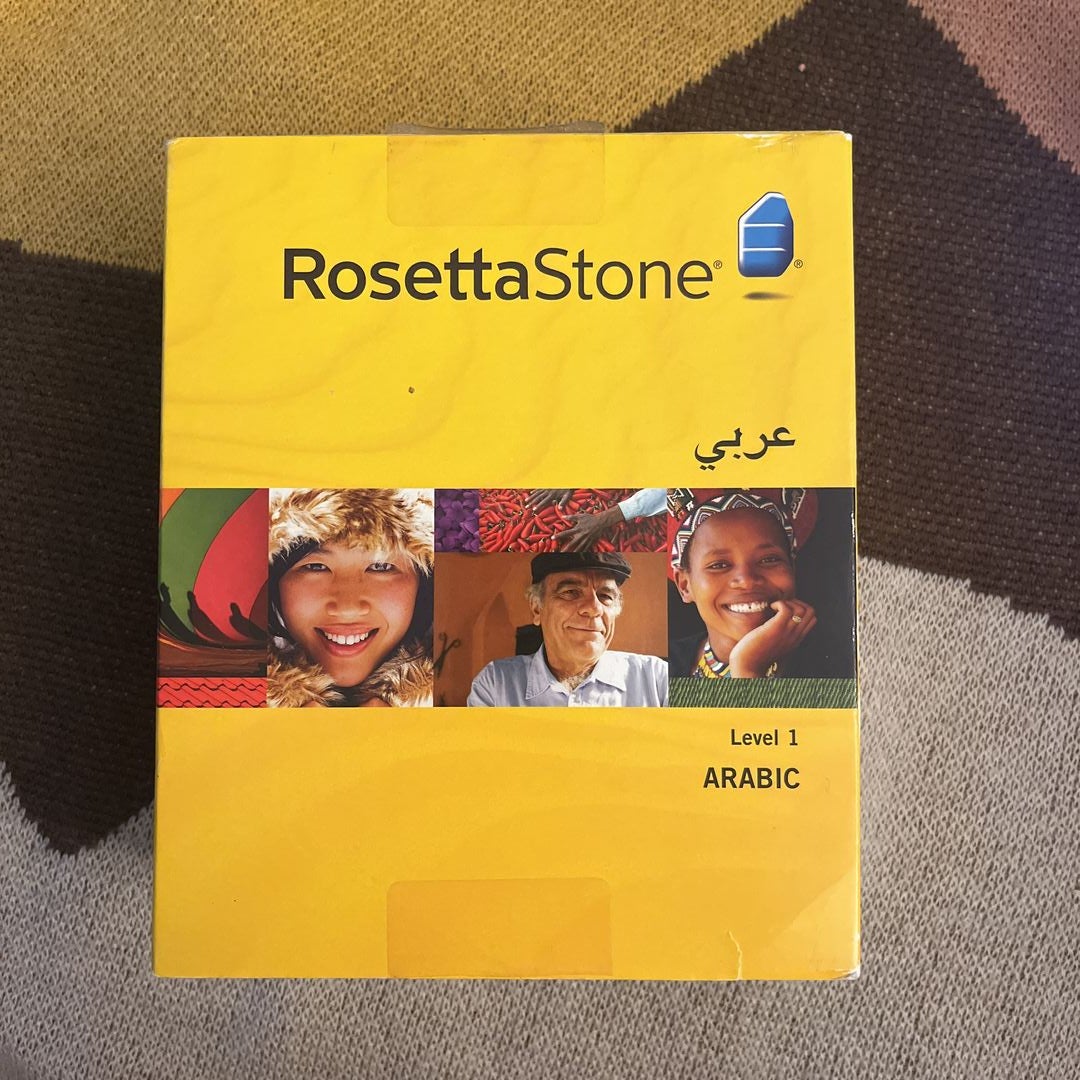 RosettaStone®
®
عربي
Level 1
ARABIC